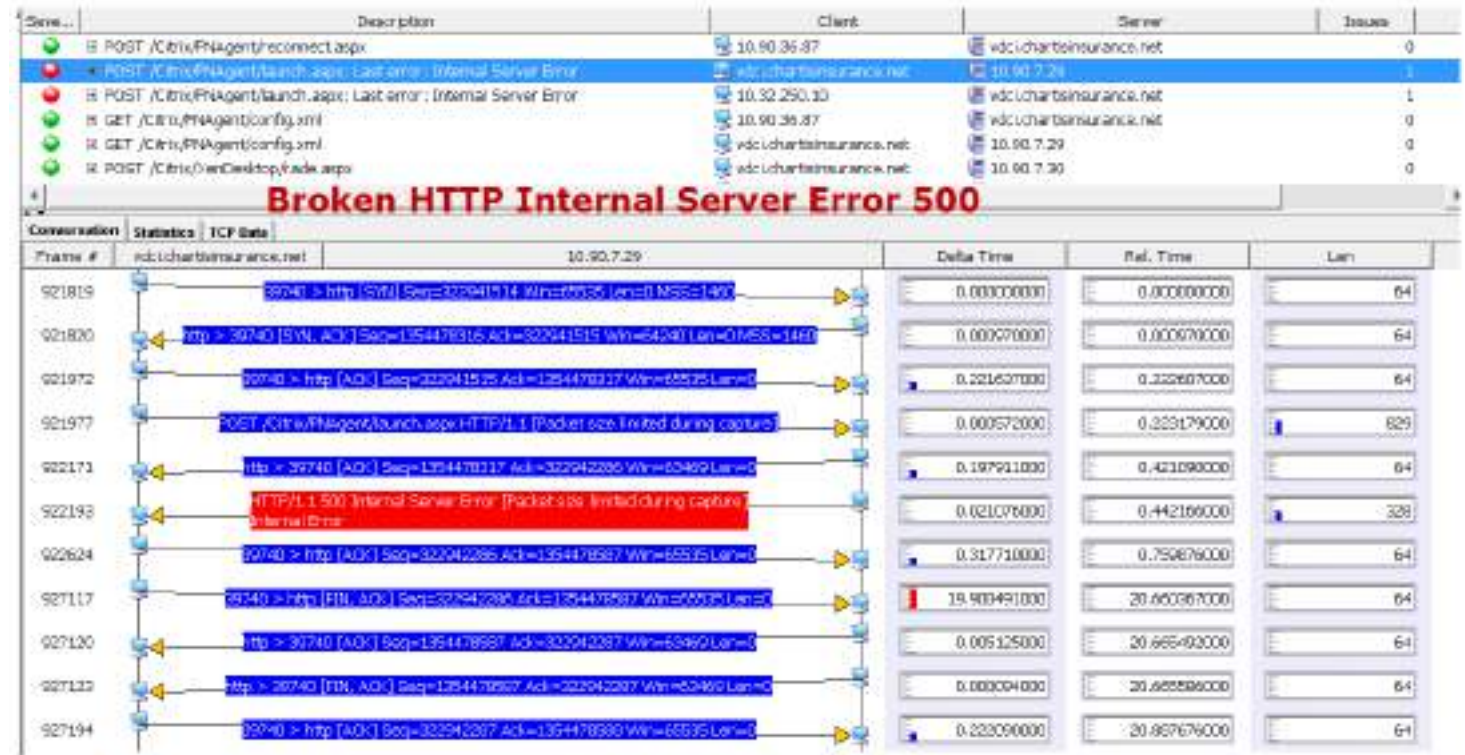 Seve... Description Client Server Issues
POST /Citrix/PNAgent/reconnect.aspx 10.90.36.87 vdci.chartisinsurance.net 0
POST /Citrix/PNAgent/launch.aspx; Last error : Internal Server Error vdci.chartisinsurance.net 10.90.7.29 1
POST /Citrix/PNAgent/launch.aspx; Last error : Internal Server Error 10.32.250.10 vdci.chartisinsurance.net 1
GET /Citrix/PNAgent/config.xml 10.90.36.87 vdci.chartisinsurance.net 0
GET /Citrix/PNAgent/config.xml vdci.chartisinsurance.net 10.90.7.29 0
POST /Citrix/XenDesktop/ vdci.chartisinsurance.net 10.90.7.30 0
Broken HTTP Internal Server Error 500
Conversation Statistics TCP Data
Frame # vdci.chartisinsurance.net 10.90.7.29 Delta Time Rel. Time Len
921819 39740 > http [SYN] Seq=322941514 Win=65535 Len=0 MSS=1460 0.000000000 0.000000000 64
921820 http > 39740 [SYN, ACK] Seq=1354478316 Ack=322941515 Win=64240 Len=0 MSS=1460 0.000970000 0.000970000 64
921972 39740 > http [ACK] Seq=322941515 Ack=1354478317 Win=65535 Len=0 0.221637000 0.222607000 64
921977 POST /Citrix/PNAgent/launch.aspx HTTP/1.1 [Packet size limited during capture] 0.000572000 0.223179000 829
922171 http > 39740 [ACK] Seq=1354478317 Ack=322942286 Win=63469 Len=0 0.197911000 0.421090000 64
922193 HTTP/1.1 500 Internal Server Error [Packet size limited during capture] 0.021076000 0.442166000 328
Internal Error
922624 39740 > http [ACK] Seq=322942286 Ack=1354478587 Win=65535 Len=0 0.317710000 0.759876000 64
927117 39740 > http [FIN, ACK] Seq=322942286 Ack=1354478587 Win=65535 Len=0 19.900491000 20.660367000 64
927120 http > 39740 [ACK] Seq=1354478587 Ack=322942287 Win=63469 Len=0 0.005125000 20.665492000 64
927123 http > 39740 [FIN, ACK] Seq=1354478587 Ack=322942287 Win=63469 Len=0 0.000094000 20.665586000 64
927194 39740 > http [ACK] Seq=322942287 Ack=1354478588 Win=65535 Len=0 0.222090000 20.887676000 64